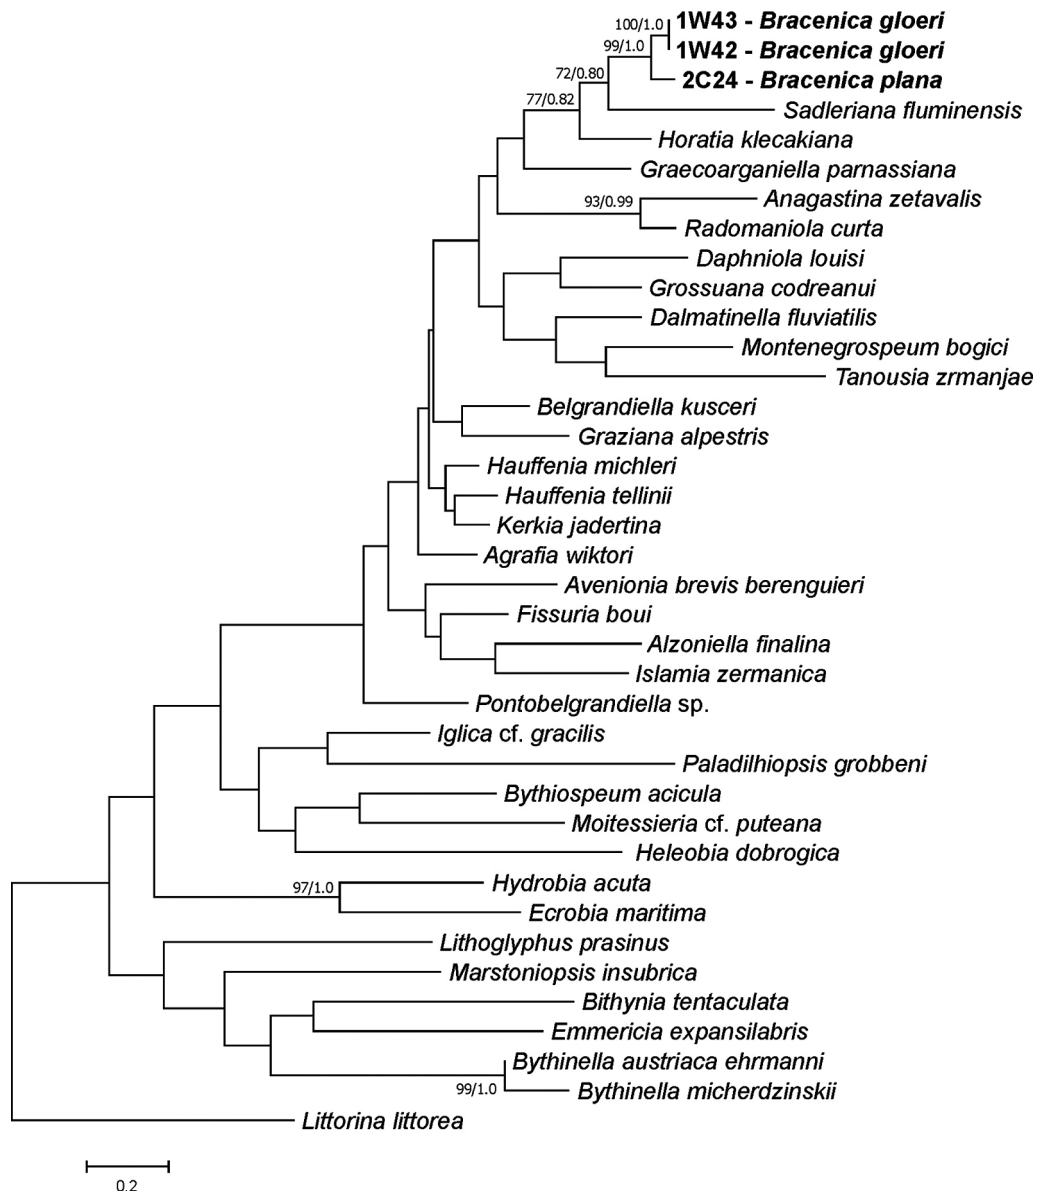 100/1.0
1W43 - Bracenica gloeri
99/1.0
1W42 - Bracenica gloeri
72/0.80
2C24 - Bracenica plana
77/0.82
Sadleriana fluminensis
Horatia klecakiana
Graecoarganiella parnassiana
93/0.99
Anagastina zetavalis
Radomaniola curta
Daphniola louisi
Grossuana codreanui
Dalmatinella fluviatilis
Montenegrospeum bogici
Tanousia zrmanjae
Belgrandiella kusceri
Graziana alpestris
Hauffenia michleri
Hauffenia tellinii
Kerkia jadertina
Agrafia wiktori
Avenionia brevis berenguieri
Fissuria boui
Alzoniella finalina
Islamia zermanica
Pontobelgrandiella sp.
Iglica cf. gracilis
Paladilhiopsis grobbeni
Bythiospeum acicula
Moitessieria cf. puteana
Heleobia dobrogica
97/1.0
Hydrobia acuta
Ecrobia maritima
Lithoglyphus prasinus
Marstoniopsis insubrica
Bithynia tentaculata
Emmericia expansilabris
Bythinella austriaca ehrmanni
99/1.0
Bythinella micherdzinskii
Littorina littorea
0.2